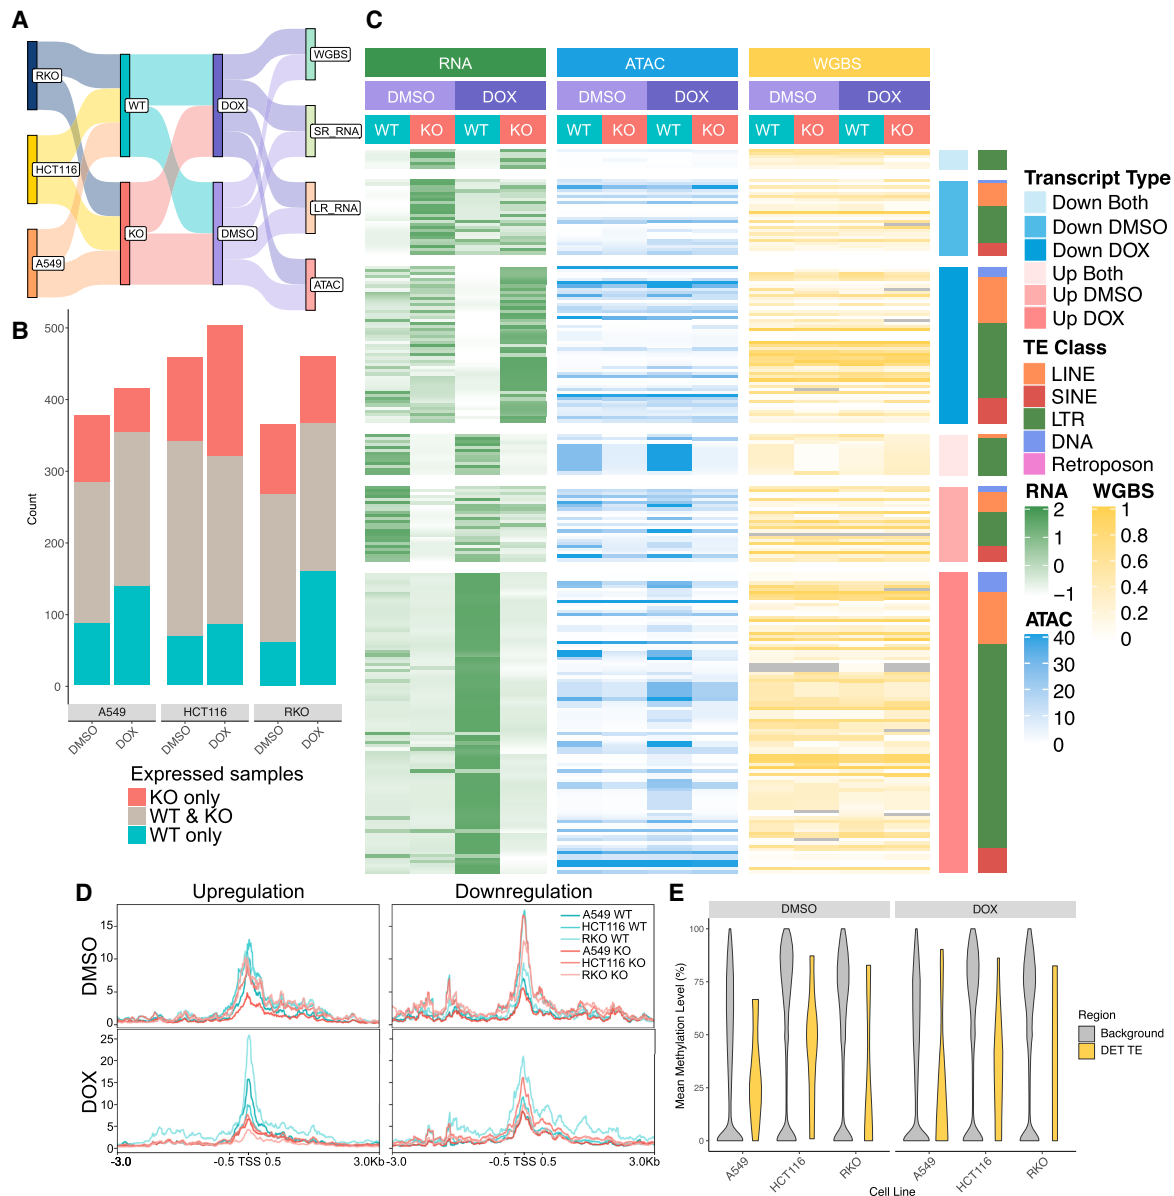 A
RKO
HCT116
A549
WT
KO
DOX
DMSO
WGBS
SR_RNA
LR_RNA
ATAC
B
Count
500
400
300
200
100
0
A549
HCT116
RKO
DMSO
DOX
DMSO
DOX
DMSO
DOX
Expressed samples
KO only
WT & KO
WT only
C
RNA
ATAC
WGBS
DMSO
DOX
DMSO
DOX
DMSO
DOX
WT
KO
WT
KO
WT
KO
WT
KO
WT
KO
WT
KO
Transcript Type
Down Both
Down DMSO
Down DOX
Up Both
Up DMSO
Up DOX
TE Class
LINE
SINE
LTR
DNA
Retroposon
RNA
2
1
0
−1
WGBS
1
0.8
0.6
0.4
0.2
0
ATAC
40
30
20
10
0
D
Upregulation
Downregulation
DMSO
15
10
5
0
A549 WT
HCT116 WT
RKO WT
A549 KO
HCT116 KO
RKO KO
DOX
25
20
15
10
5
0
-3.0
-0.5 TSS 0.5
3.0Kb
-3.0
-0.5 TSS 0.5
3.0Kb
E
DMSO
DOX
Mean Methylation Level (%)
100
75
50
25
0
A549
HCT116
RKO
A549
HCT116
RKO
Cell Line
Region
Background
DET TE